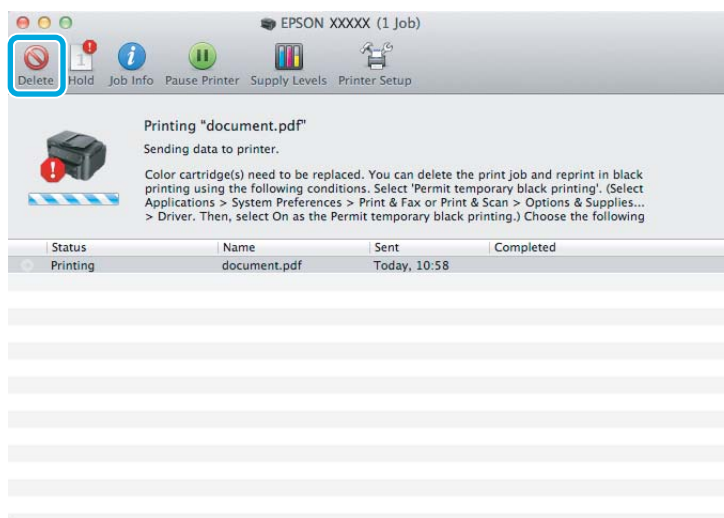 EPSON XXXXX (1 Job)
1
Delete Hold Job Info Pause Printer Supply Levels Printer Setup
Printing "document.pdf"
Sending data to printer.
Color cartridge(s) need to be replaced. You can delete the print job and reprint in black
printing using the following conditions. Select 'Permit temporary black printing'. (Select
Applications > System Preferences > Print & Fax or Print & Scan > Options & Supplies...
> Driver. Then, select On as the Permit temporary black printing.) Choose the following
Status Name Sent Completed
Printing document.pdf Today, 10:58